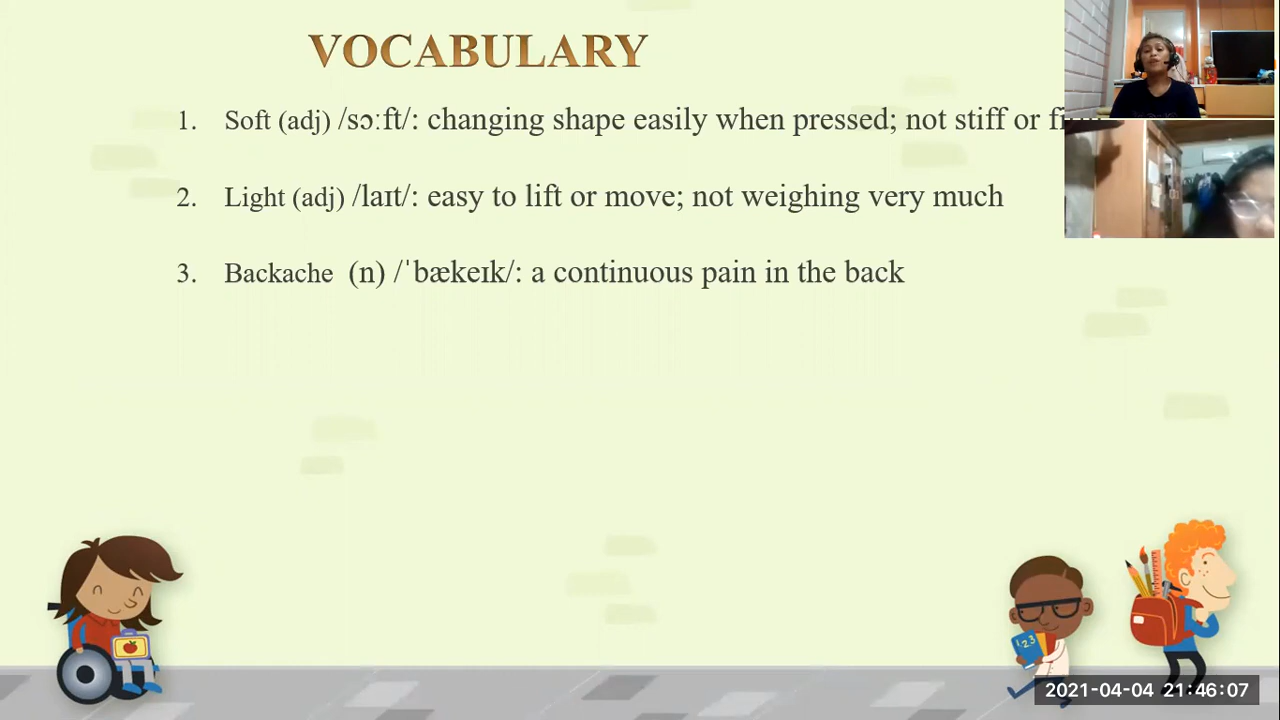 VOCABULARY
1. Soft (adj) /sɔːft/: changing shape easily when pressed; not stiff or
2. Light (adj) /laɪt/: easy to lift or move; not weighing very much
3. Backache (n) /ˈbækeɪk/: a continuous pain in the back
123
2021-04-04 21:46:07